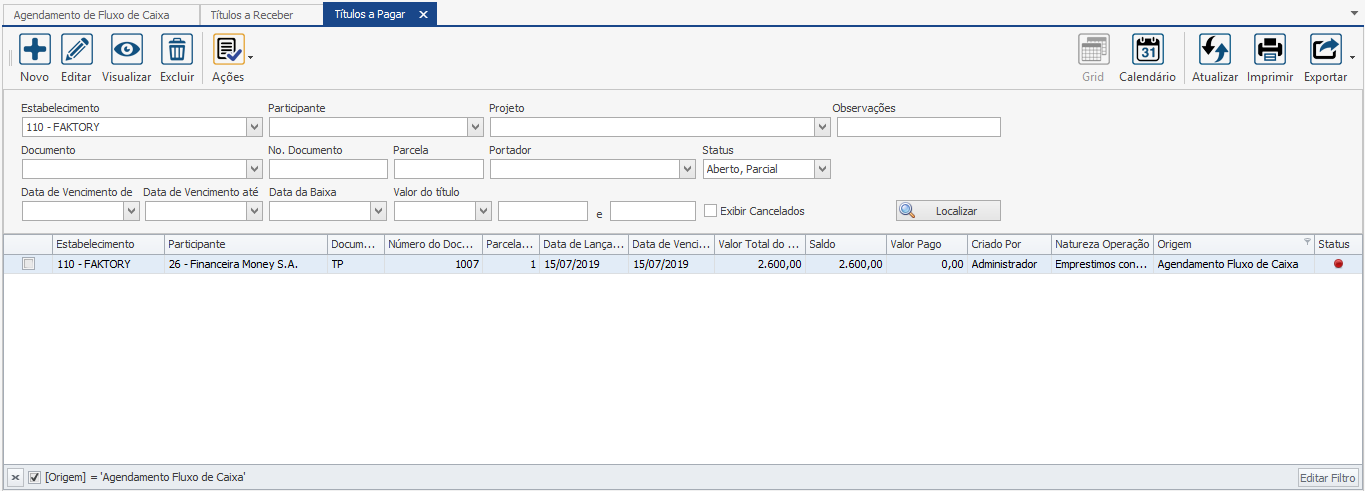 Agendamento de Fluxo de Caixa Títulos a Receber Títulos a Pagar
Novo Editar Visualizar Excluir Ações Grid 31 Calendário Atualizar Imprimir Exportar
Estabelecimento Participante Projeto Observações
110 - FAKTORY
Documento No. Documento Parcela Portador Status
Aberto, Parcial
Data de Vencimento de Data de Vencimento até Data da Baixa Valor do título
e Exibir Cancelados Localizar
Estabelecimento Participante Docum... Número do Doc... Parcela... Data de Lança... Data de Venci... Valor Total do ... Saldo Valor Pago Criado Por Natureza Operação Origem Status
110 - FAKTORY 26 - Financeira Money S.A. TP 1007 1 15/07/2019 15/07/2019 2.600,00 2.600,00 0,00 Administrador Emprestimos con... Agendamento Fluxo de Caixa
[Origem] = 'Agendamento Fluxo de Caixa' Editar Filtro